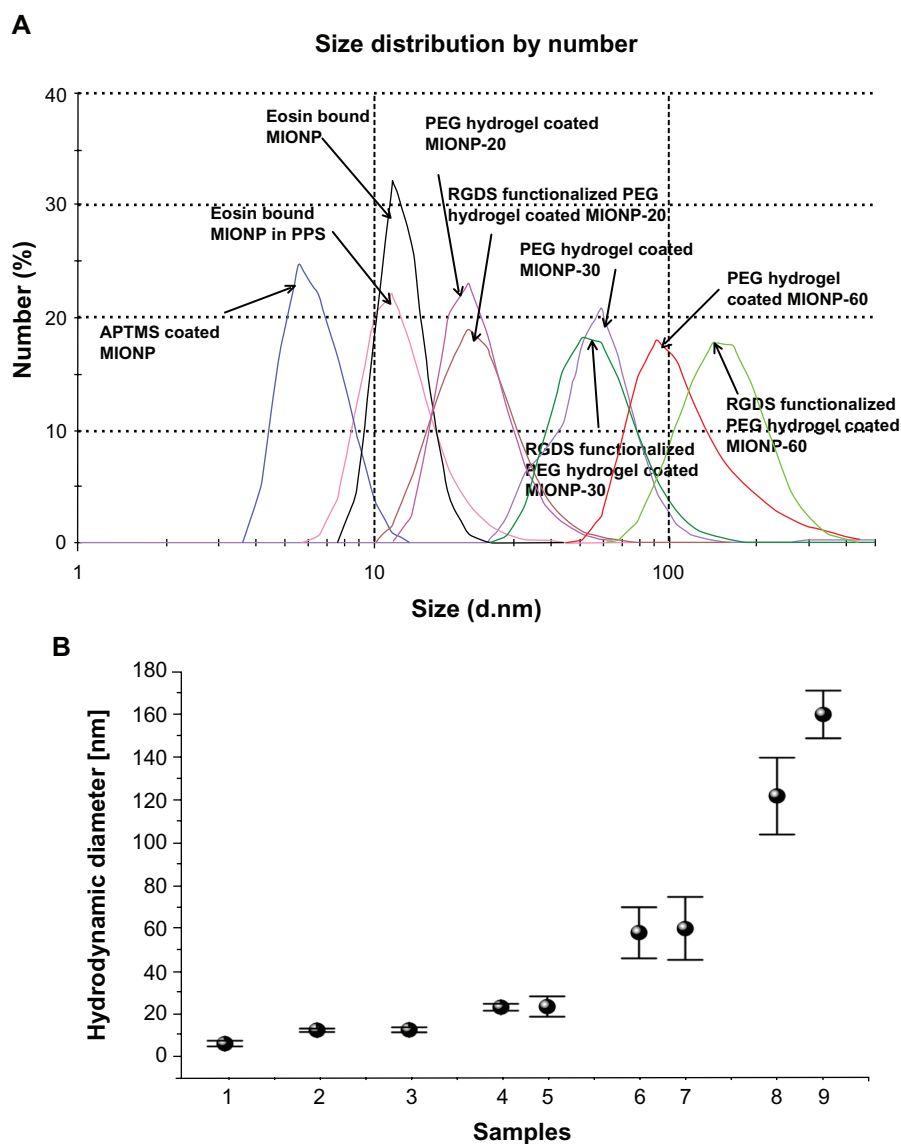 A
Size distribution by number
Number (%)
40
30
20
10
0
Eosin bound
MIONP
PEG hydrogel coated
MIONP-20
RGDS functionalized PEG
hydrogel coated MIONP-20
Eosin bound
MIONP in PPS
PEG hydrogel coated
MIONP-30
PEG hydrogel
coated MIONP-60
APTMS coated
MIONP
RGDS functionalized
PEG hydrogel coated
MIONP-60
RGDS functionalized
PEG hydrogel coated
MIONP-30
1
10
100
Size (d.nm)
B
Hydrodynamic diameter [nm]
180
160
140
120
100
80
60
40
20
0
1 2 3 4 5 6 7 8 9
Samples